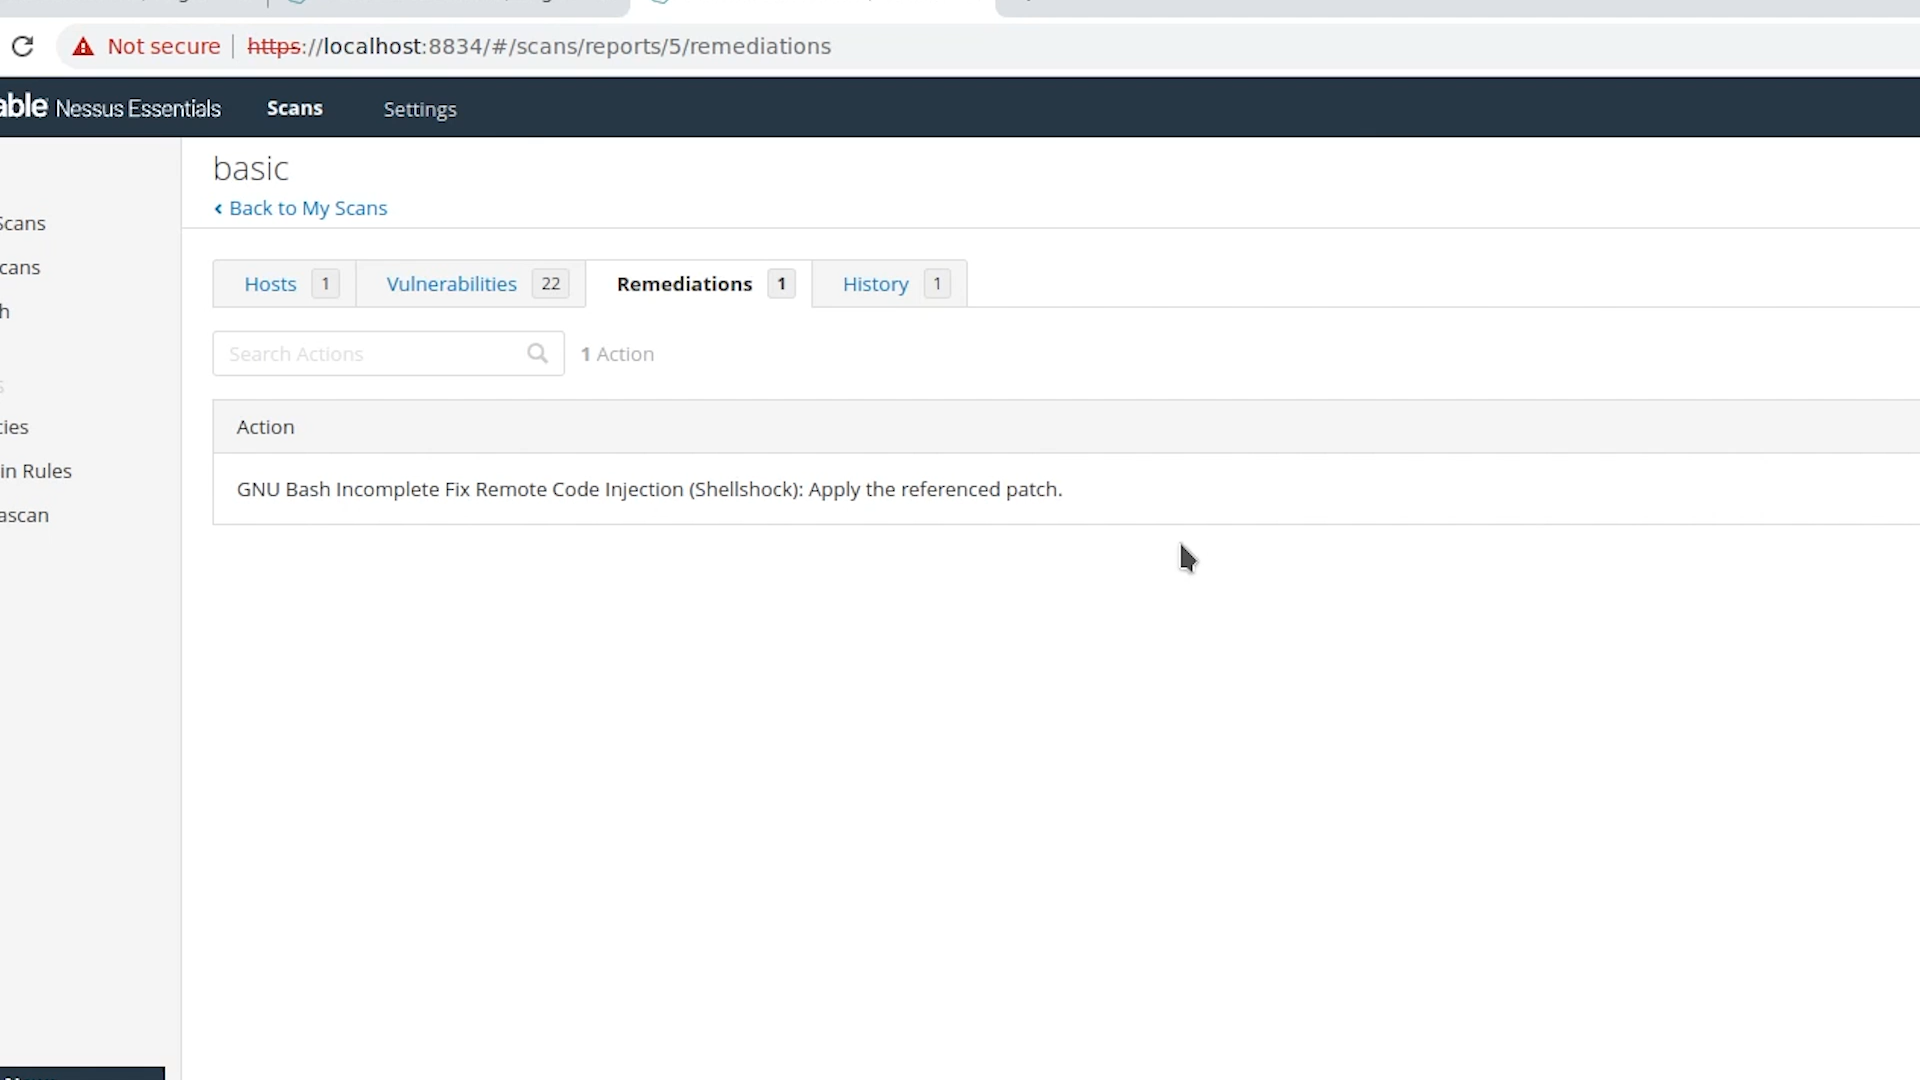 Not secure https://localhost:8834/#/scans/reports/5/remediations
able Nessus Essentials Scans Settings
basic
Back to My Scans
Scans
cans
h
s
cies
in Rules
ascan
Hosts 1 Vulnerabilities 22 Remediations 1 History 1
Search Actions 1 Action
Action
GNU Bash Incomplete Fix Remote Code Injection (Shellshock): Apply the referenced patch.